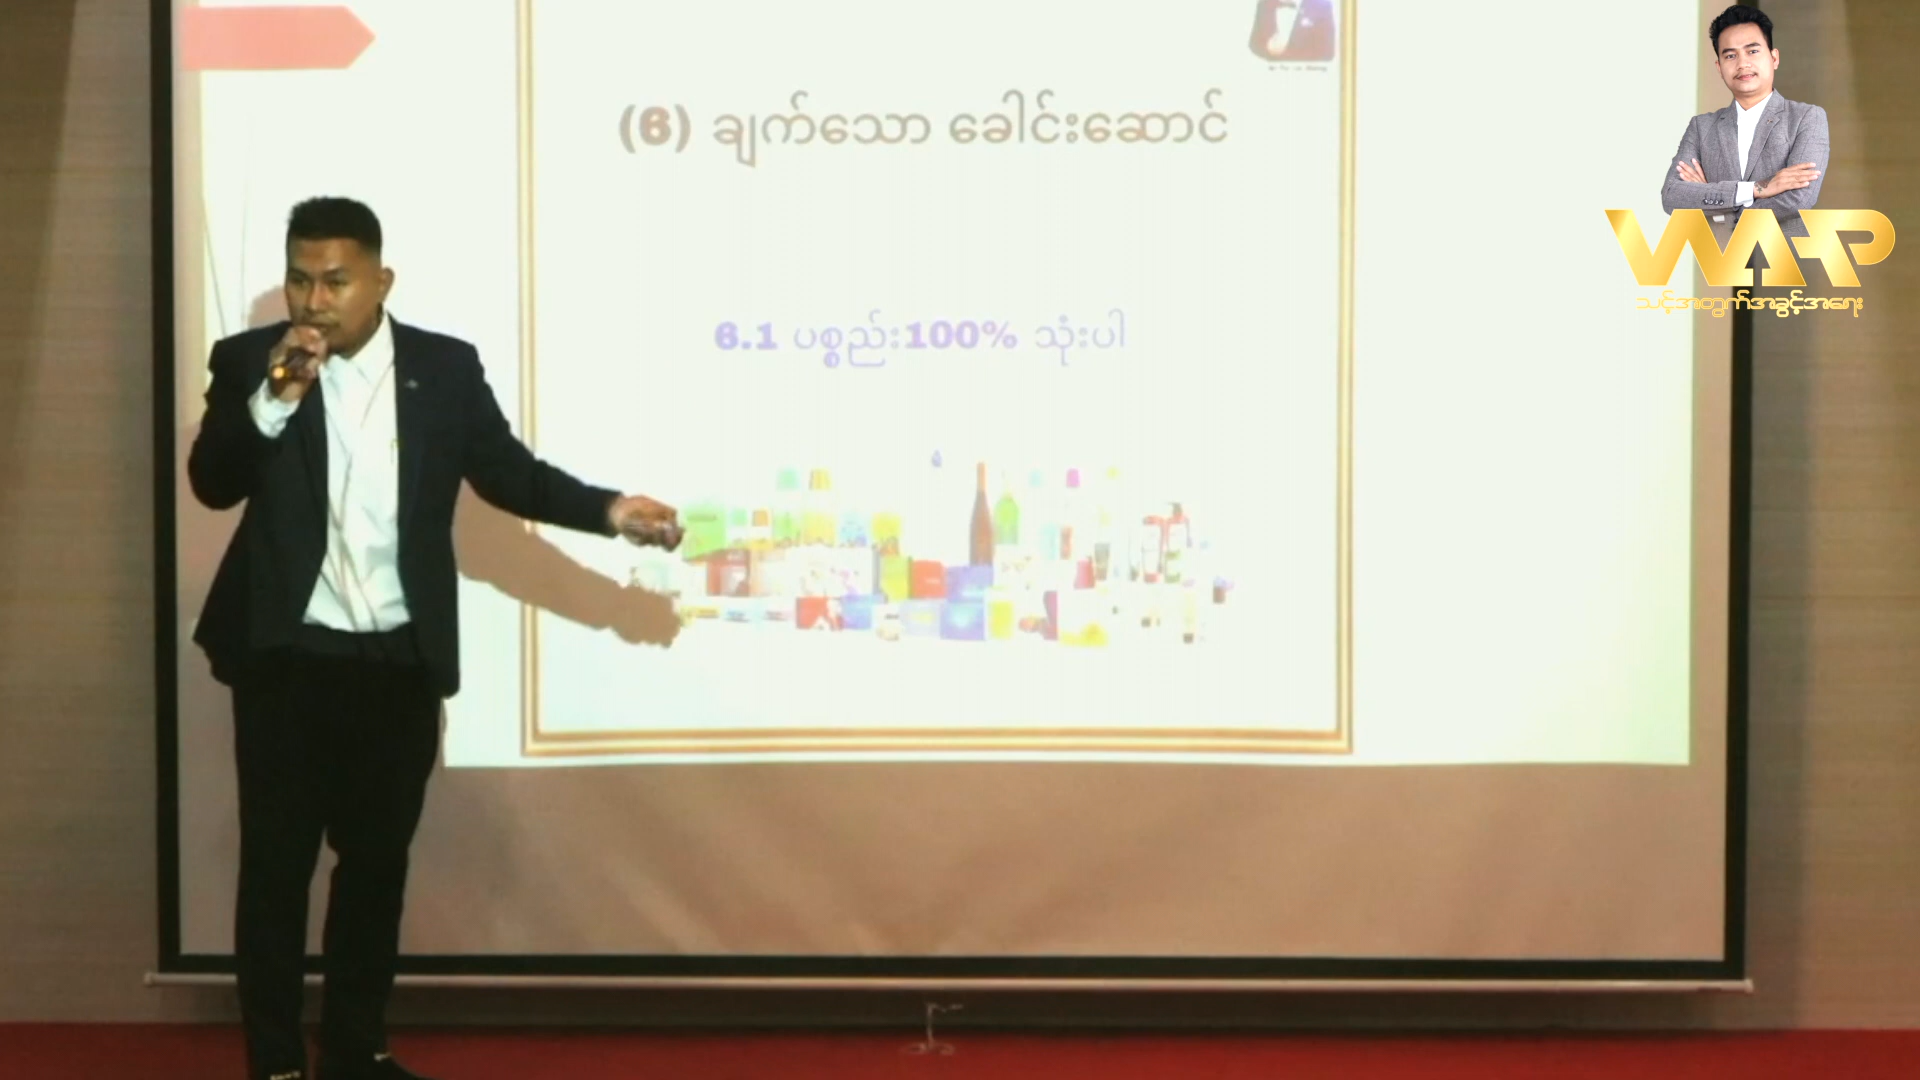 (6) ချက်သော ခေါင်းဆောင်
6.1 ပစ္စည်း100% သုံးပါ
WAP
သင့်အတွက်အခွင့်အရေး